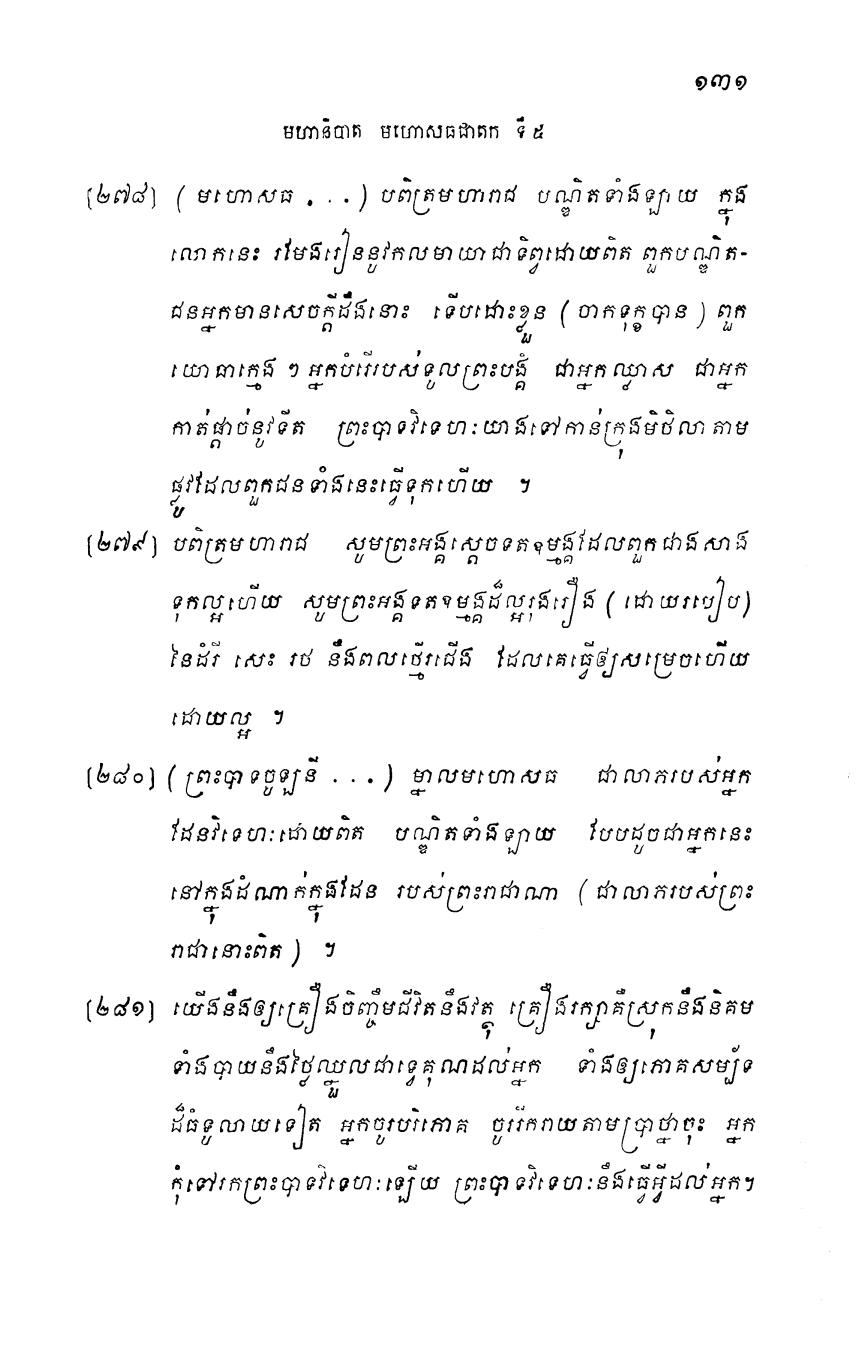 ១៣១
មហានិបាត មហោសធជាតក ទី ៥
[២៧៨] ( មហោសធ . . . ) បពិត្រមហារាជ បណ្ឌិតទាំងឡាយ ក្នុង
លោកនេះ រមែងរៀននូវកលមាយាជាទិព្វដោយពិត ពួកបណ្ឌិត-
ជនអ្នកមានសេចក្តីដឹងនោះ ទើបដោះខ្លួន ( ចាកទុក្ខបាន ) ពួក
យោធាក្មេង ៗ អ្នកបំរើរបស់ទូលព្រះបង្គំ ជាអ្នកឈ្លាស ជាអ្នក
កាត់ផ្តាច់នូវទីត ព្រះបាទវិទេហៈយាងទៅកាន់ក្រុងមិថិលា តាម
ផ្លូវដែលពួកជនទាំងនេះធ្វើទុកហើយ ។
[២៧៩] បពិត្រមហារាជ សូមព្រះអង្គស្តេចទតឧម្មង្គដែលពួកជាងសាង
ទុកល្អហើយ សូមព្រះអង្គទតឧម្មង្គដ៏ល្អរុងរឿង ( ដោយរបៀប)
នៃដំរី សេះ រថ នឹងពលថ្មើរជើង ដែលគេធ្វើឲ្យសម្រេចហើយ
ដោយល្អ ។
[២៨០] ( ព្រះបាទចូឡនី . . . ) ម្នាលមហោសធ ជាលាភរបស់អ្នក
ដែនវិទេហៈដោយពិត បណ្ឌិតទាំងឡាយ បែបដូចជាអ្នកនេះ
នៅក្នុងដំណាក់ក្នុងដែន របស់ព្រះរាជាណា ( ជាលាភរបស់ព្រះ
រាជានោះពិត ) ។
[២៨១] យើងនឹងឲ្យគ្រឿងចិញ្ចឹមជីវិតនឹងវត្ថុ គ្រឿងរក្សាគឺស្រុកនឹងនិគម
ទាំងបាយនឹងថ្លៃឈ្នួលជាទ្វេគុណដល់អ្នក ទាំងឲ្យភោគសម្ប័ទ
ដ៏ធំទូលាយទៀត អ្នកចូរបរិភោគ ចូររីករាយតាមប្រាថ្នាចុះ អ្នក
កុំទៅរកព្រះបាទវិទេហៈឡើយ ព្រះបាទវិទេហៈនឹងធ្វើអ្វីដល់អ្នក។